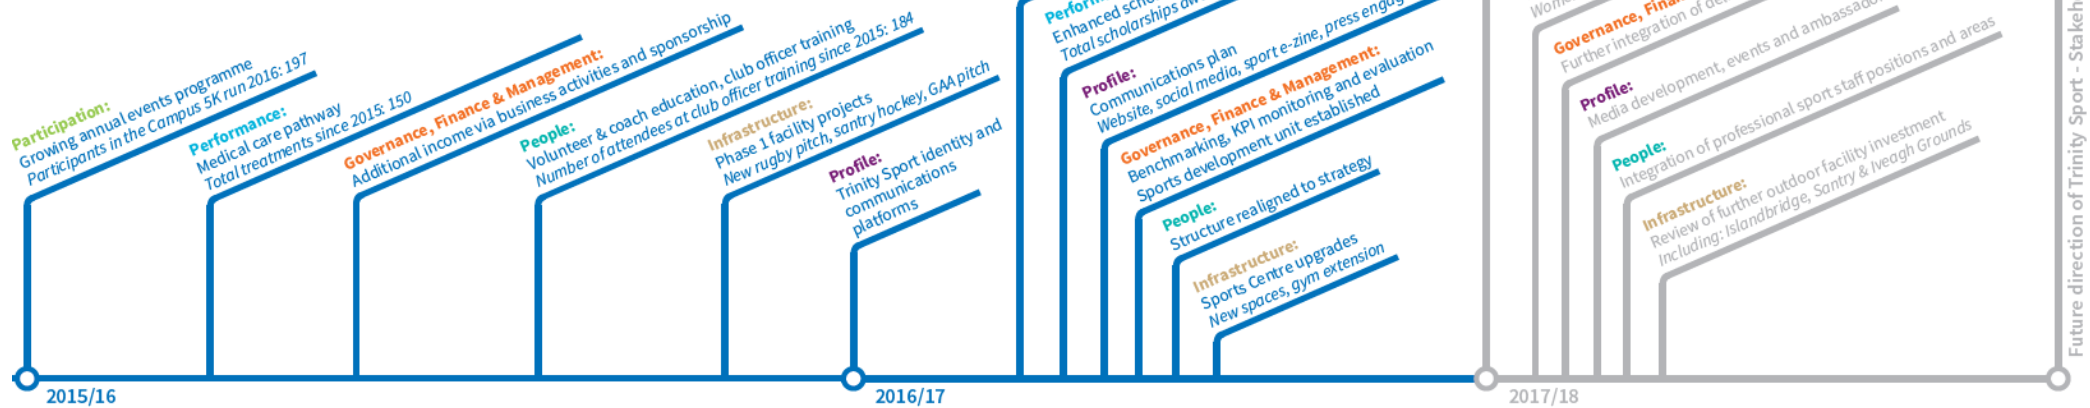 Participation:
Growing annual events programme
Participants in the Campus 5K run 2016: 197
Performance:
Medical care pathway
Total treatments since 2015: 150
Governance, Finance & Management:
Additional income via business activities and sponsorship
People:
Volunteer & coach education, club officer training
Number of attendees at club officer training since 2015: 184
Infrastructure:
Phase 1 facility projects
New rugby pitch, santry hockey, GAA pitch
Profile:
Trinity Sport identity and
communications
platforms
2015/16
Enhanced
Total scholarships
Profile:
Communications plan
Website, social media, sport e-zine, press
Governance, Finance & Management:
Benchmarking, KPI monitoring and evaluation
Sports development unit established
People:
Structure realigned to strategy
Infrastructure:
Sports Centre upgrades
New spaces, gym extension
2016/17
Governance,
Further integration of
Profile:
Media development, events and
People:
Integration of professional sport staff positions and areas
Infrastructure:
Review of further outdoor facility investment
Including: Islandbridge, Santry & Iveagh Grounds
2017/18
Future direction of Trinity Sport -